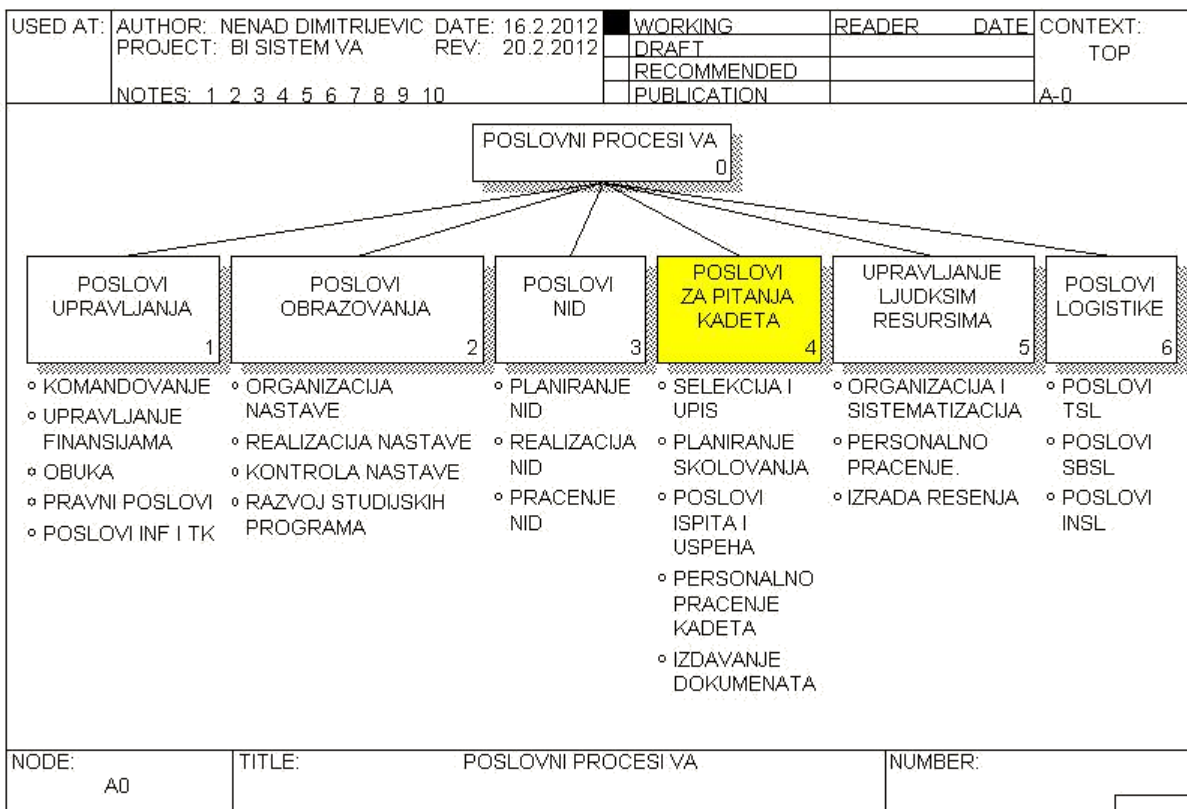 USED AT:
AUTHOR: NENAD DIMITRIJEVIC DATE: 16.2.2012
PROJECT: BI SISTEM VA REV: 20.2.2012
NOTES: 1 2 3 4 5 6 7 8 9 10
WORKING
DRAFT
RECOMMENDED
PUBLICATION
READER DATE
CONTEXT:
TOP
A-0
POSLOVNI PROCESI VA
0
POSLOVI
UPRAVLJANJA
1
KOMANDOVANJE
UPRAVLJANJE
FINANSIJAMA
OBUKA
PRAVNI POSLOVI
POSLOVI INF I TK
POSLOVI
OBRAZOVANJA
2
ORGANIZACIJA
NASTAVE
REALIZACIJA NASTAVE
KONTROLA NASTAVE
RAZVOJ STUDIJSKIH
PROGRAMA
POSLOVI
NID
3
PLANIRANJE
NID
REALIZACIJA
NID
PRACENJE
NID
POSLOVI
ZA PITANJA
KADETA
4
SELEKCIJA I
UPIS
PLANIRANJE
SKOLOVANJA
POSLOVI
ISPITA I
USPEHA
PERSONALNO
PRACENJE
KADETA
IZDAVANJE
DOKUMENATA
UPRAVLJANJE
LJUDKSIM
RESURSIMA
5
ORGANIZACIJA I
SISTEMATIZACIJA
PERSONALNO
PRACENJE.
IZRADA RESENJA
POSLOVI
LOGISTIKE
6
POSLOVI
TSL
POSLOVI
SBSL
POSLOVI
INSL
NODE:
A0
TITLE:
POSLOVNI PROCESI VA
NUMBER: